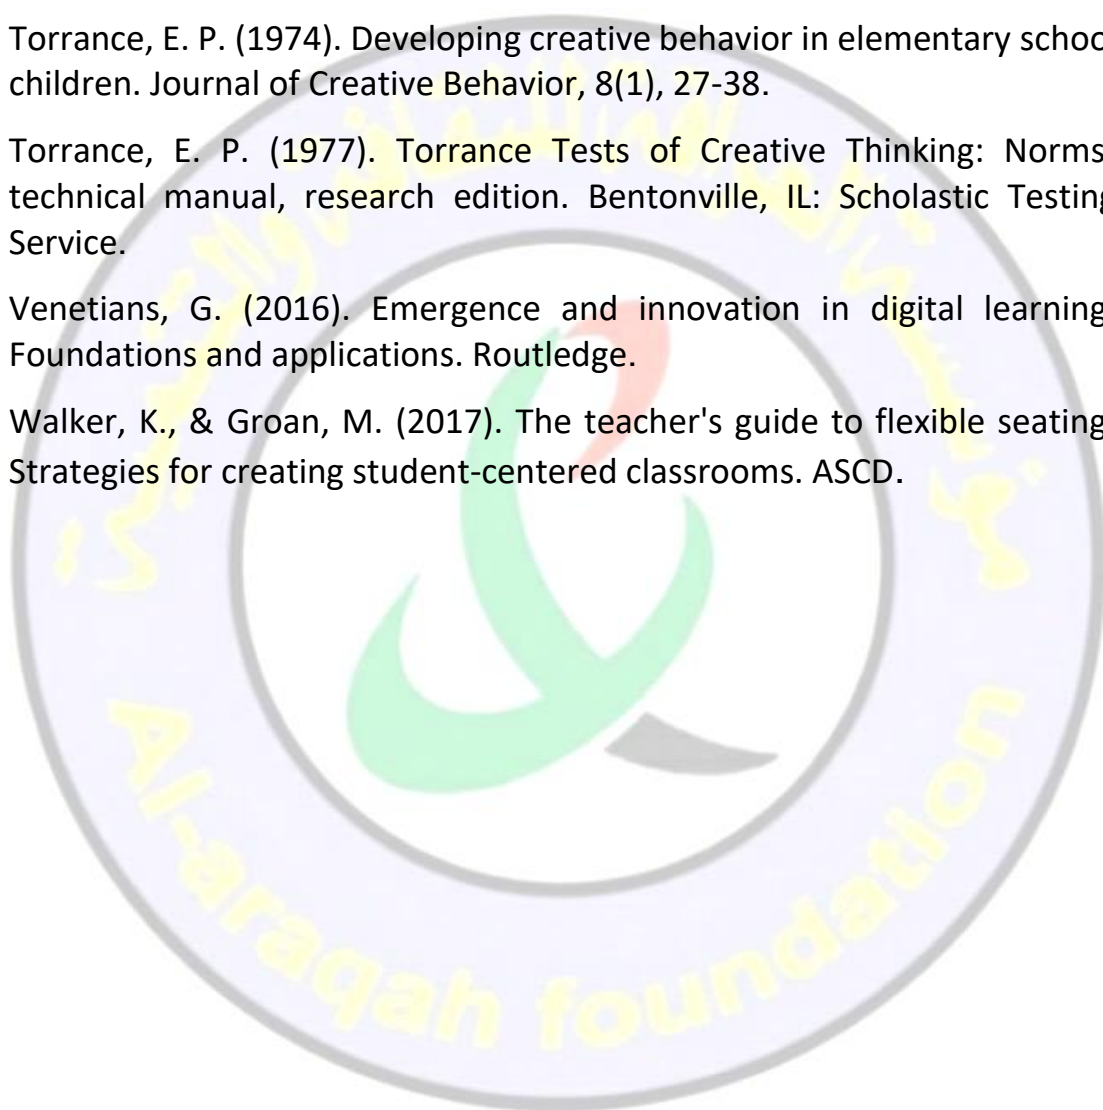 Torrance, E. P. (1974). Developing creative behavior in elementary schoo
children. Journal of Creative Behavior, 8(1), 27-38.
Torrance, E. P. (1977). Torrance Tests of Creative Thinking: Norms
technical manual, research edition. Bentonville, IL: Scholastic Testing
Service.
Venetians, G. (2016). Emergence and innovation in digital learning
Foundations and applications. Routledge.
Walker, K., & Groan, M. (2017). The teacher's guide to flexible seating
Strategies for creating student-centered classrooms. ASCD.
Al-araqah foundation